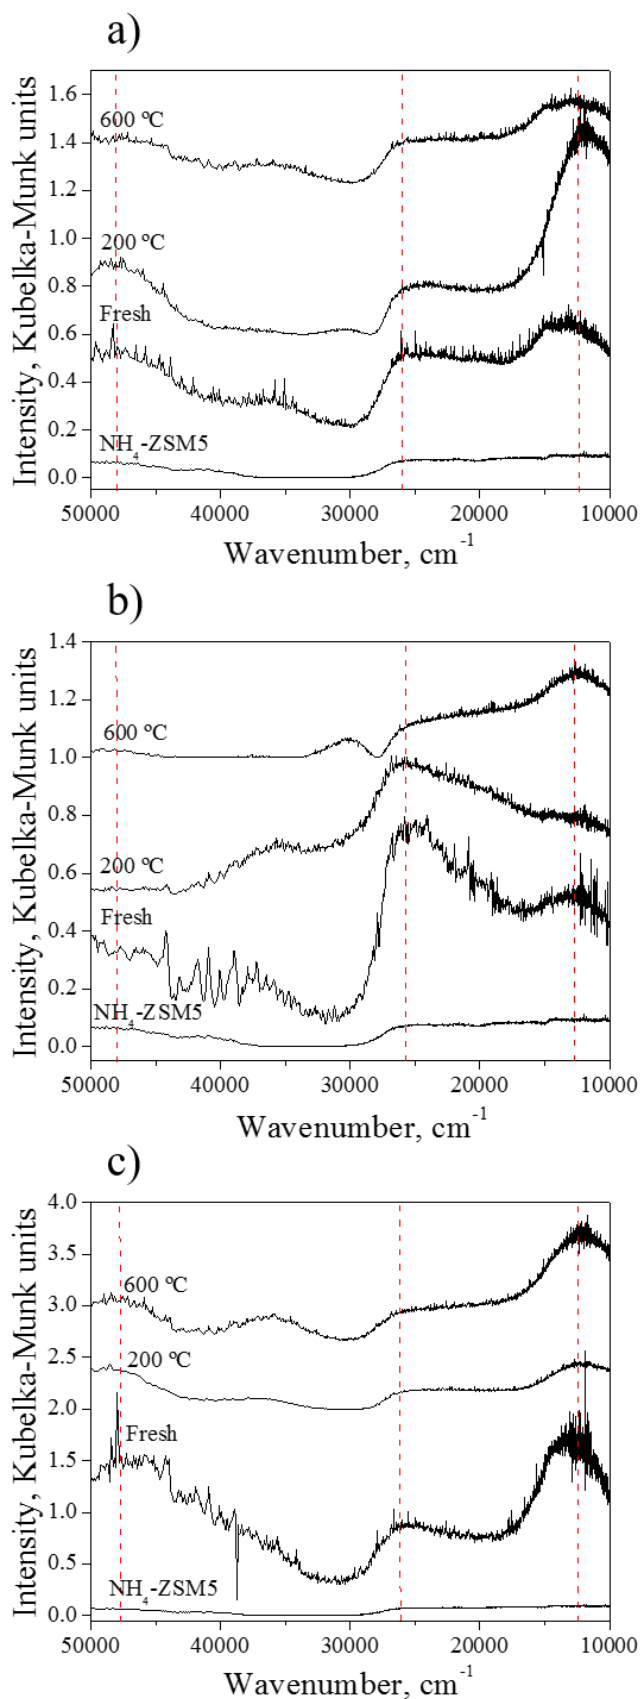 a)
Intensity, Kubelka-Munk units
1.6
1.4
1.2
1.0
0.8
0.6
0.4
0.2
0.0
600 ºC
200 ºC
Fresh
NH4-ZSM5
50000 40000 30000 20000 10000
Wavenumber, cm-1
b)
Intensity, Kubelka-Munk units
1.4
1.2
1.0
0.8
0.6
0.4
0.2
0.0
600 ºC
200 ºC
Fresh
NH4-ZSM5
50000 40000 30000 20000 10000
Wavenumber, cm-1
c)
Intensity, Kubelka-Munk units
4.0
3.5
3.0
2.5
2.0
1.5
1.0
0.5
0.0
600 ºC
200 ºC
Fresh
NH4-ZSM5
50000 40000 30000 20000 10000
Wavenumber, cm-1